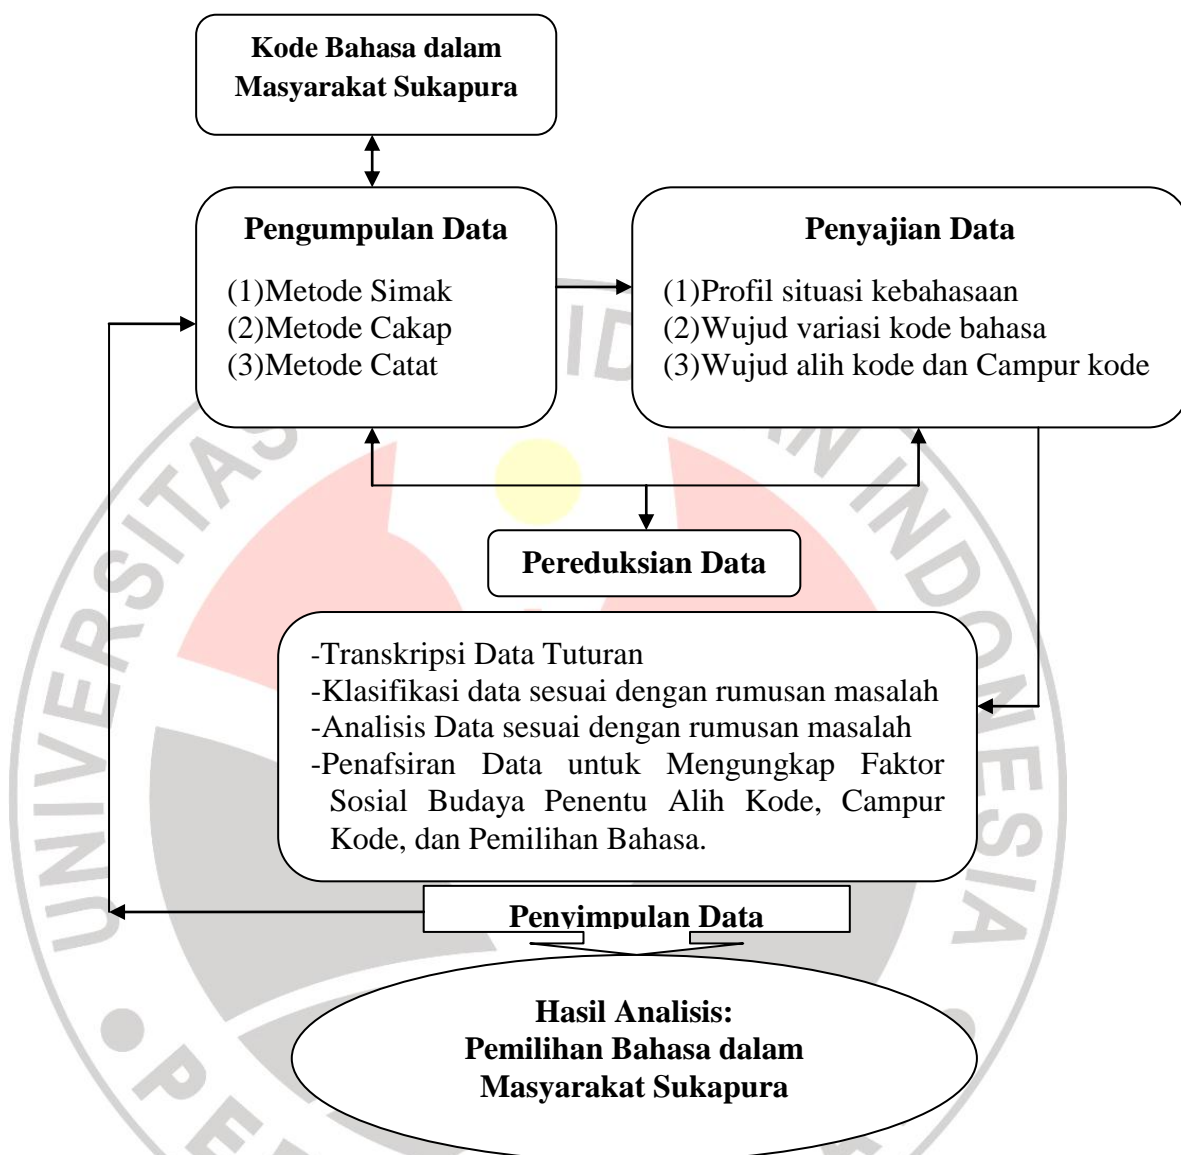 Kode Bahasa dalam
Masyarakat Sukapura
Pengumpulan Data
(1)Metode Simak
(2)Metode Cakap
(3)Metode Catat
Penyajian Data
(1)Profil situasi kebahasaan
(2)Wujud variasi kode bahasa
(3)Wujud alih kode dan Campur kode
Pereduksian Data
-Transkripsi Data Tuturan
-Klasifikasi data sesuai dengan rumusan masalah
-Analisis Data sesuai dengan rumusan masalah
-Penafsiran Data untuk Mengungkap Faktor
Sosial Budaya Penentu Alih Kode, Campur
Kode, dan Pemilihan Bahasa.
Penyimpulan Data
Hasil Analisis:
Pemilihan Bahasa dalam
Masyarakat Sukapura
UNIVERSITAS
INDONESIA